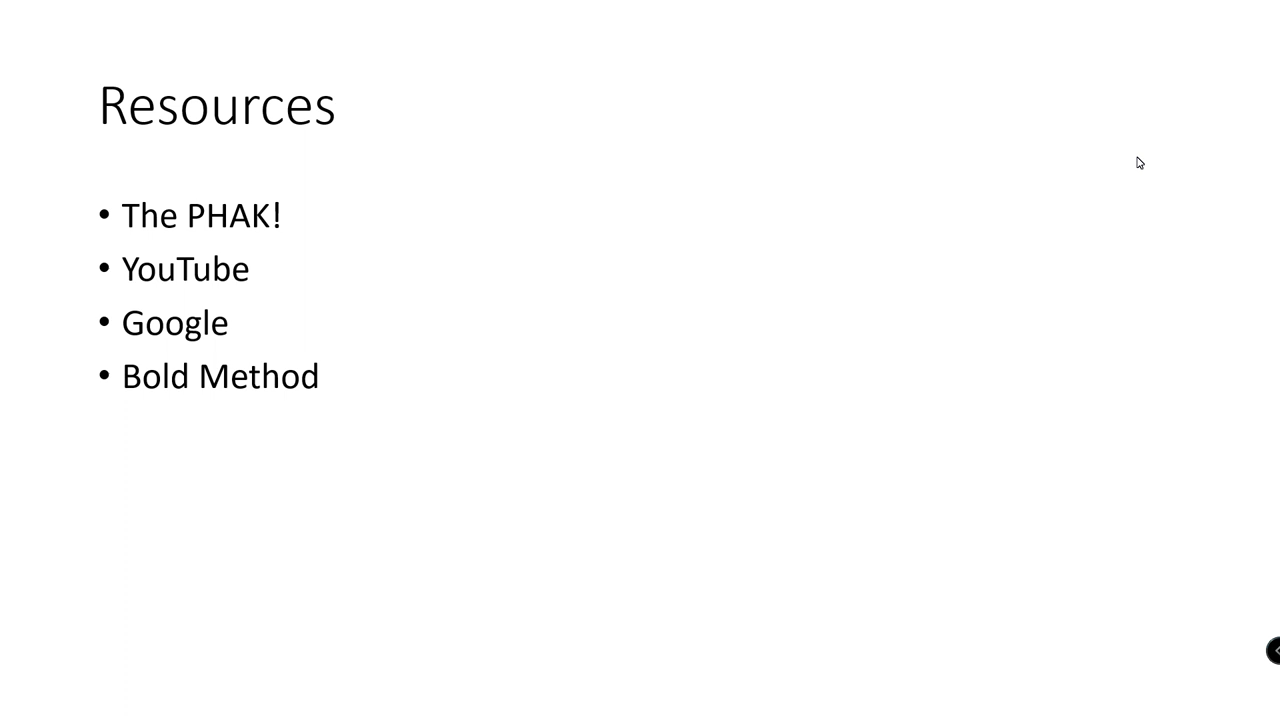 Resources
• The PHAK!
• YouTube
• Google
• Bold Method